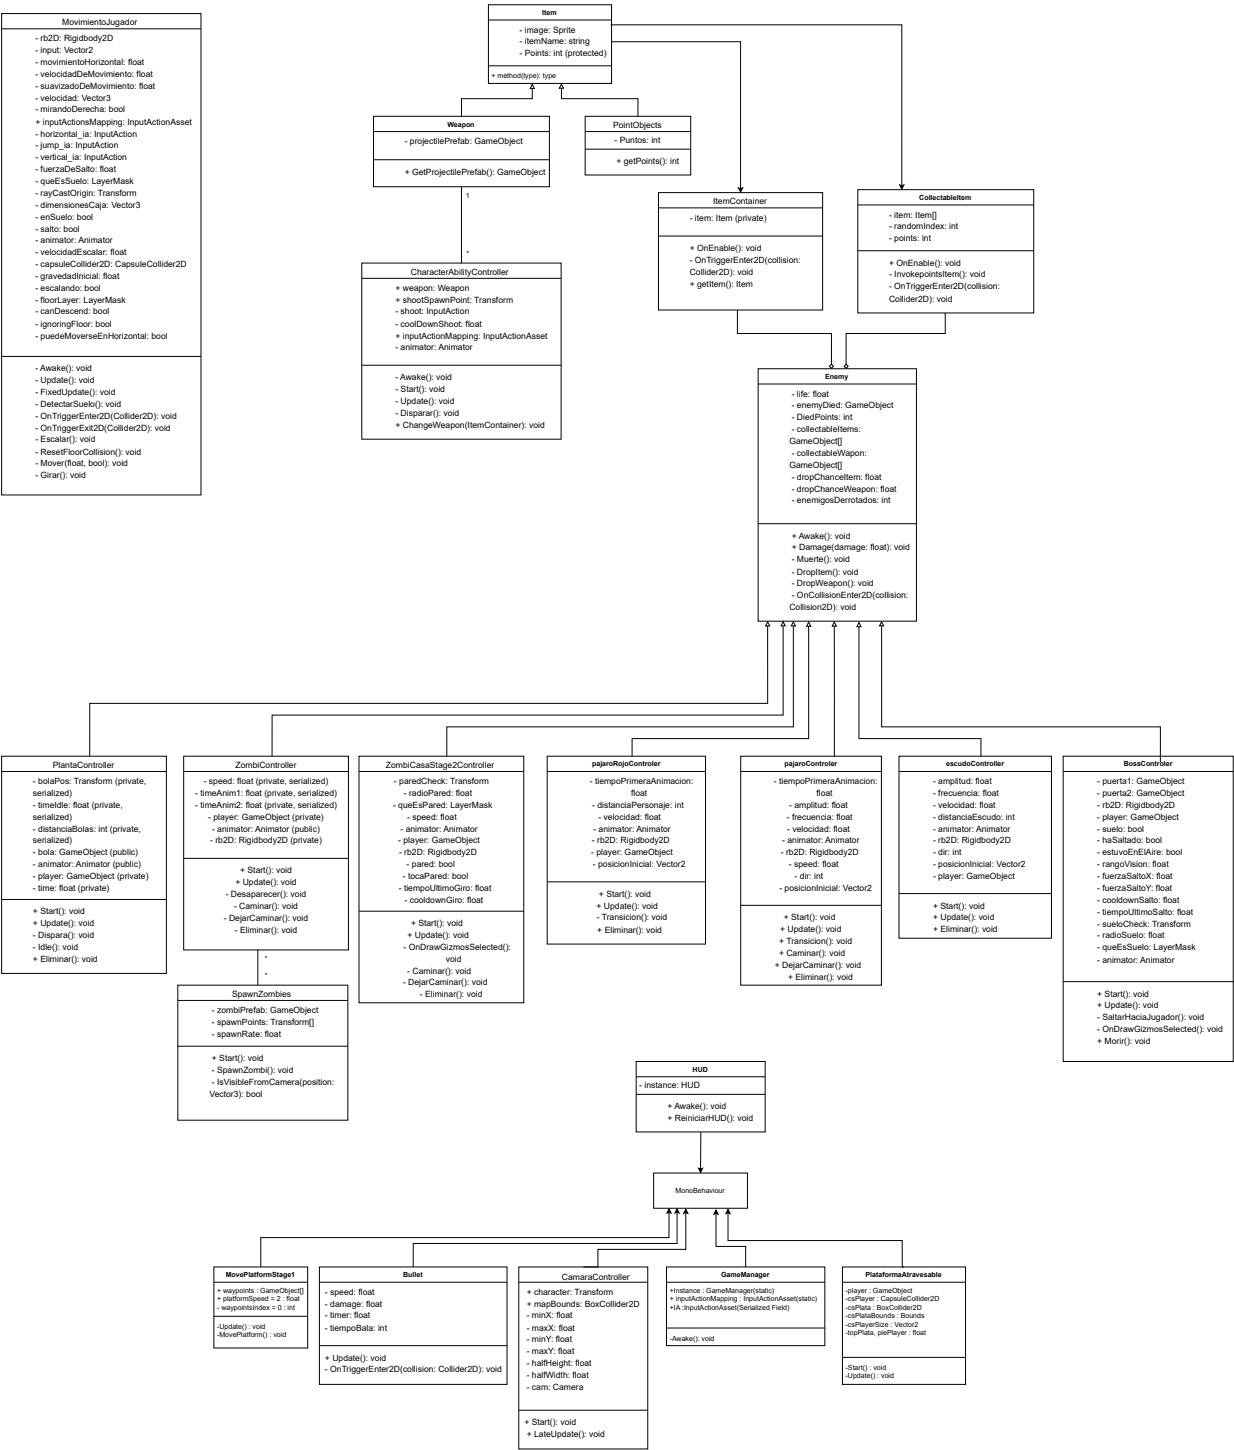 MovimientoJugador
- rb2D: Rigidbody2D
- input: Vector2
- movimientoHorizontal: float
- velocidadDeMovimiento: float
- suavizadoDeMovimiento: float
- velocidad: Vector3
- mirandoDerecha: bool
+ inputActionsMapping: InputActionAsset
- horizontal_ia: InputAction
- jump_ia: InputAction
- vertical_ia: InputAction
- fuerzaDeSalto: float
- queEsSuelo: LayerMask
- rayCastOrigin: Transform
- dimensionesCaja: Vector3
- enSuelo: bool
- salto: bool
- animator: Animator
- velocidadEscalar: float
- capsuleCollider2D: CapsuleCollider2D
- gravedadInicial: float
- escalando: bool
- floorLayer: LayerMask
- canDescend: bool
- ignoringFloor: bool
- puedeMoverseEnHorizontal: bool
- Awake(): void
- Update(): void
- FixedUpdate(): void
- DetectarSuelo(): void
- OnTriggerEnter2D(Collider2D): void
- OnTriggerExit2D(Collider2D): void
- Escalar(): void
- ResetFloorCollision(): void
- Mover(float, bool): void
- Girar(): void
Item
- image: Sprite
- itemName: string
- Points: int (protected)
+ method(type): type
Weapon
- projectilePrefab: GameObject
+ GetProjectilePrefab(): GameObject
1
*
PointObjects
- Puntos: int
+ getPoints(): int
CharacterAbilityController
+ weapon: Weapon
+ shootSpawnPoint: Transform
- shoot: InputAction
- coolDownShoot: float
+ inputActionMapping: InputActionAsset
- animator: Animator
- Awake(): void
- Start(): void
- Update(): void
- Disparar(): void
+ ChangeWeapon(ItemContainer): void
ItemContainer
- item: Item (private)
+ OnEnable(): void
- OnTriggerEnter2D(collision:
Collider2D): void
+ getItem(): Item
CollectableItem
- item: Item[]
- randomIndex: int
- points: int
+ OnEnable(): void
- InvokepointsItem(): void
- OnTriggerEnter2D(collision:
Collider2D): void
Enemy
- life: float
- enemyDied: GameObject
- DiedPoints: int
- collectableItems:
GameObject[]
- collectableWapon:
GameObject[]
- dropChanceItem: float
- dropChanceWeapon: float
- enemigosDerrotados: int
+ Awake(): void
+ Damage(damage: float): void
- Muerte(): void
- DropItem(): void
- DropWeapon(): void
- OnCollisionEnter2D(collision:
Collision2D): void
PlantaController
- bolaPos: Transform (private,
serialized)
- timeIdle: float (private,
serialized)
- distanciaBolas: int (private,
serialized)
- bola: GameObject (public)
- animator: Animator (public)
- player: GameObject (private)
- time: float (private)
+ Start(): void
+ Update(): void
- Dispara(): void
- Idle(): void
+ Eliminar(): void
ZombiController
- speed: float (private, serialized)
- timeAnim1: float (private, serialized)
- timeAnim2: float (private, serialized)
- player: GameObject (private)
- animator: Animator (public)
- rb2D: Rigidbody2D (private)
+ Start(): void
+ Update(): void
- Desaparecer(): void
- Caminar(): void
- DejarCaminar(): void
- Eliminar(): void
*
*
SpawnZombies
- zombiPrefab: GameObject
- spawnPoints: Transform[]
- spawnRate: float
+ Start(): void
- SpawnZombi(): void
- IsVisibleFromCamera(position:
Vector3): bool
ZombiCasaStage2Controller
- paredCheck: Transform
- radioPared: float
- queEsPared: LayerMask
- speed: float
- animator: Animator
- player: GameObject
- rb2D: Rigidbody2D
- pared: bool
- tocaPared: bool
- tiempoUltimoGiro: float
- cooldownGiro: float
+ Start(): void
+ Update(): void
- OnDrawGizmosSelected():
void
- Caminar(): void
- DejarCaminar(): void
- Eliminar(): void
pajaroRojoControler
- tiempoPrimeraAnimacion:
float
- distanciaPersonaje: int
- velocidad: float
- animator: Animator
- rb2D: Rigidbody2D
- player: GameObject
- posicionInicial: Vector2
+ Start(): void
+ Update(): void
- Transicion(): void
+ Eliminar(): void
pajaroControler
- tiempoPrimeraAnimacion:
float
- amplitud: float
- frecuencia: float
- velocidad: float
- animator: Animator
- rb2D: Rigidbody2D
- speed: float
- dir: int
- posicionInicial: Vector2
+ Start(): void
+ Update(): void
+ Transicion(): void
+ Caminar(): void
+ DejarCaminar(): void
+ Eliminar(): void
escudoControler
- amplitud: float
- frecuencia: float
- velocidad: float
- distanciaEscudo: int
- animator: Animator
- rb2D: Rigidbody2D
- dir: int
- posicionInicial: Vector2
- player: GameObject
+ Start(): void
+ Update(): void
+ Eliminar(): void
BossControler
- puerta1: GameObject
- puerta2: GameObject
- rb2D: Rigidbody2D
- player: GameObject
- suelo: bool
- haSaltado: bool
- estuvoEnElAire: bool
- rangoVision: float
- fuerzaSaltoX: float
- fuerzaSaltoY: float
- cooldownSalto: float
- tiempoUltimoSalto: float
- sueloCheck: Transform
- radioSuelo: float
- queEsSuelo: LayerMask
- animator: Animator
+ Start(): void
+ Update(): void
- SaltarHaciaJugador(): void
- OnDrawGizmosSelected(): void
+ Morir(): void
HUD
- instance: HUD
+ Awake(): void
+ ReiniciarHUD(): void
MonoBehaviour
MovePlatformStage1
+ waypoints : GameObject[]
+ platformSpeed = 2 : float
- waypointsIndex = 0 : int
-Update() : void
-MovePlatform() : void
Bullet
- speed: float
- damage: float
- timer: float
- tiempoBala: int
+ Update(): void
- OnTriggerEnter2D(collision: Collider2D): void
CamaraController
+ character: Transform
+ mapBounds: BoxCollider2D
- minX: float
- maxX: float
- minY: float
- maxY: float
- halfHeight: float
- halfWidth: float
- cam: Camera
+ Start(): void
+ LateUpdate(): void
GameManager
+Instance : GameManager(static)
+ inputActionMapping : InputActionAsset(static)
+IA :InputActionAsset(Serialized Field)
-Awake(): void
PlataformaAtravesable
-player : GameObject
-csPlayer : CapsuleCollider2D
-csPlata : BoxCollider2D
-csPlataBounds : Bounds
-csPlayerSize : Vector2
-topPlata, piePlayer : float
-Start() : void
-Update() : void